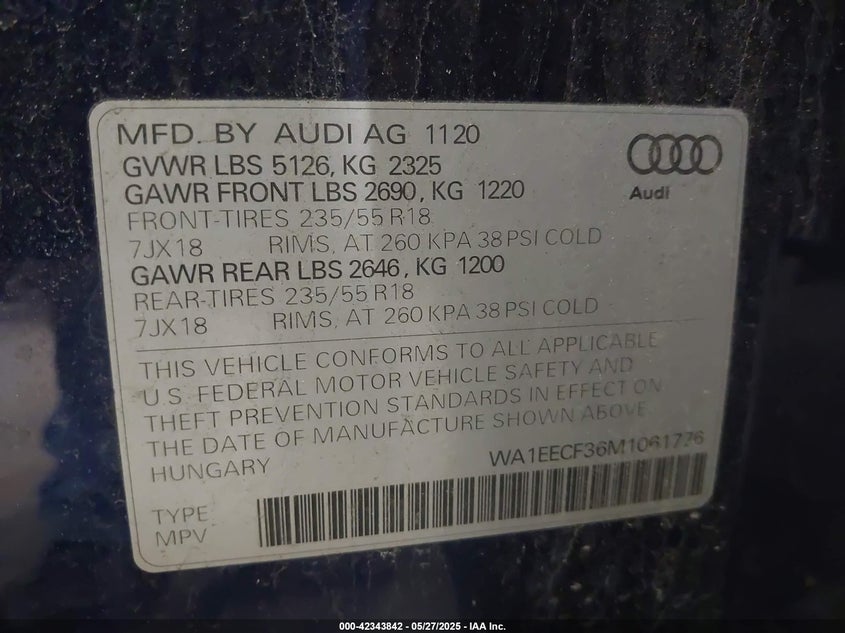 MFD. BY AUDI AG 1120
GVWR LBS 5126, KG 2325
GAWR FRONT LBS 2690, KG 1220
FRONT-TIRES 235/55 R18
7JX18 RIMS, AT 260 KPA 38 PSI COLD
GAWR REAR LBS 2646, KG 1200
REAR-TIRES 235/55 R18
7JX18 RIMS, AT 260 KPA 38 PSI COLD
Audi
THIS VEHICLE CONFORMS TO ALL APPLICABLE
U.S. FEDERAL MOTOR VEHICLE SAFETY AND
THEFT PREVENTION STANDARDS IN EFFECT ON
THE DATE OF MANUFACTURE SHOWN ABOVE.
HUNGARY
WA1EECF36M1061776
TYPE
MPV
000-42343842 — 05/27/2025 — IAA Inc.